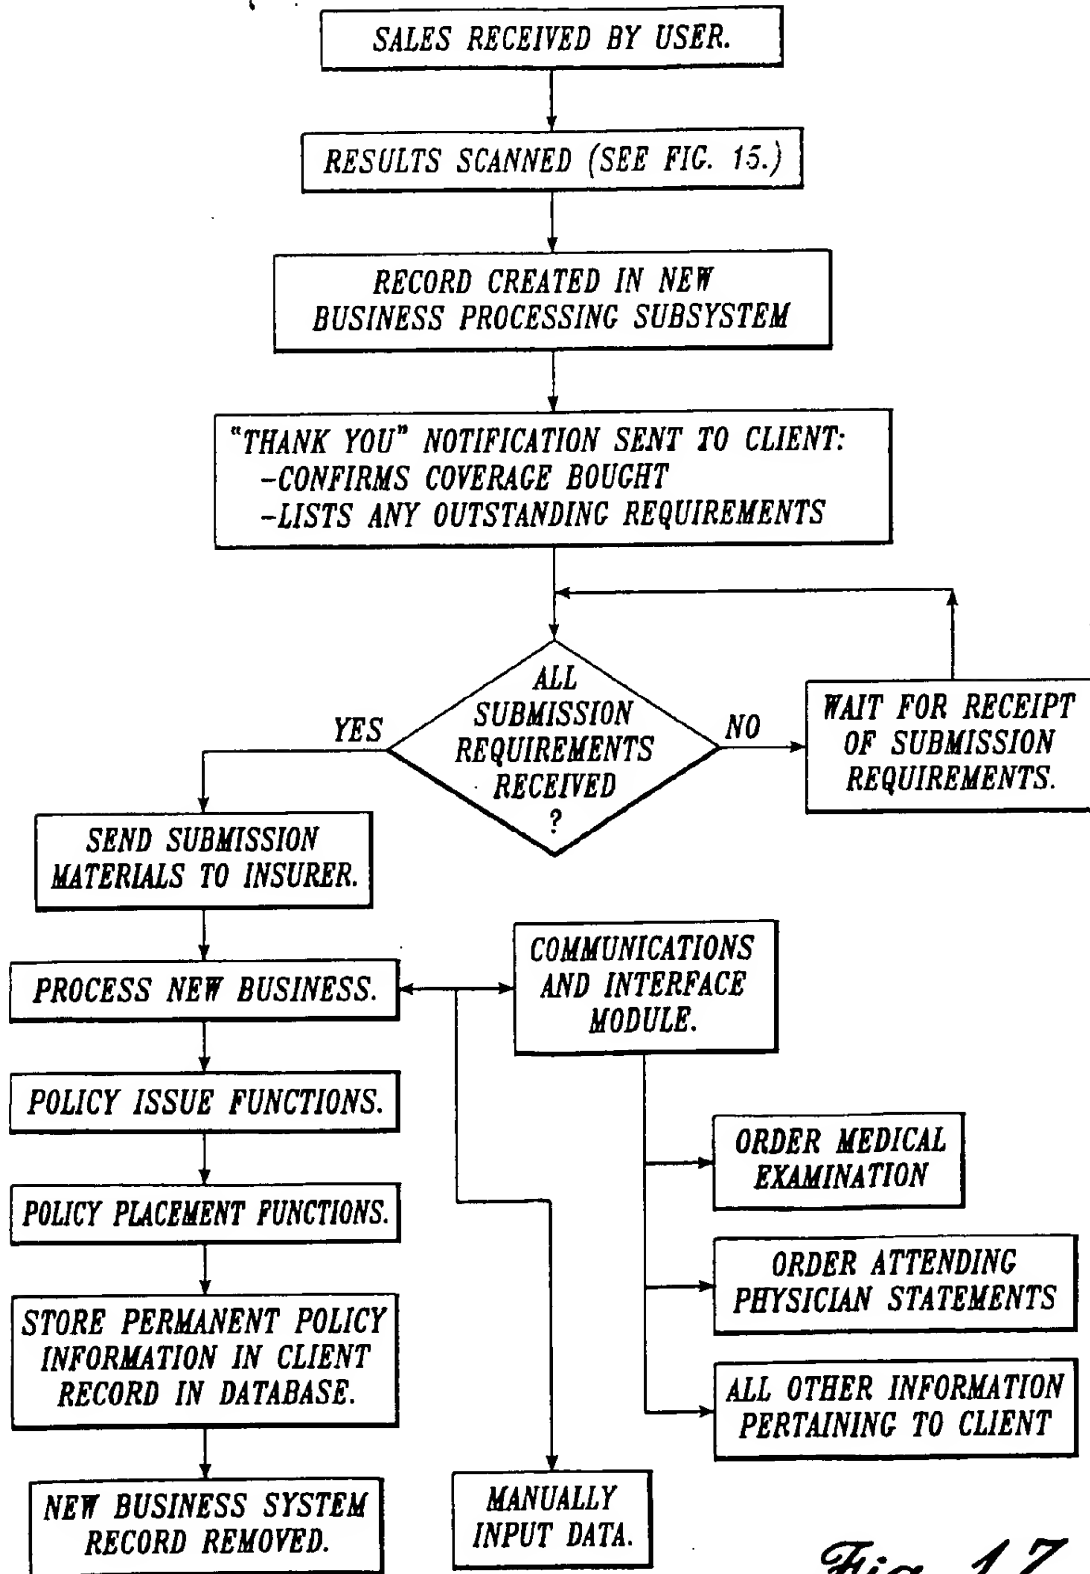 SALES RECEIVED BY USER.
RESULTS SCANNED (SEE FIG. 15.)
RECORD CREATED IN NEW
BUSINESS PROCESSING SUBSYSTEM
"THANK YOU" NOTIFICATION SENT TO CLIENT:
-CONFIRMS COVERAGE BOUGHT
-LISTS ANY OUTSTANDING REQUIREMENTS
ALL
SUBMISSION
REQUIREMENTS
RECEIVED
?
YES
NO
WAIT FOR RECEIPT
OF SUBMISSION
REQUIREMENTS.
SEND SUBMISSION
MATERIALS TO INSURER.
PROCESS NEW BUSINESS.
COMMUNICATIONS
AND INTERFACE
MODULE.
POLICY ISSUE FUNCTIONS.
ORDER MEDICAL
EXAMINATION
POLICY PLACEMENT FUNCTIONS.
ORDER ATTENDING
PHYSICIAN STATEMENTS
STORE PERMANENT POLICY
INFORMATION IN CLIENT
RECORD IN DATABASE.
ALL OTHER INFORMATION
PERTAINING TO CLIENT
NEW BUSINESS SYSTEM
RECORD REMOVED.
MANUALLY
INPUT DATA.
Fig. 17